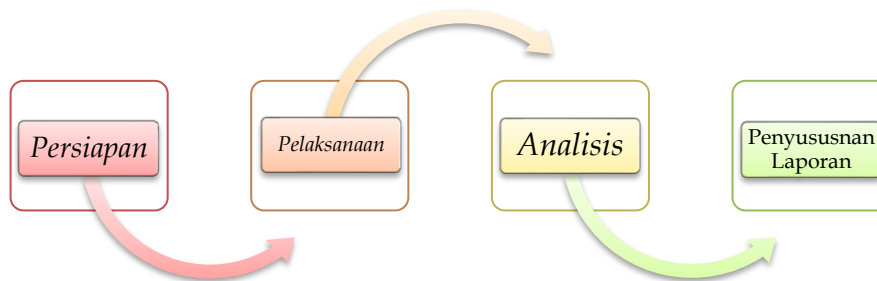 Persiapan
Pelaksanaan
Analisis
Penyususnan
Laporan